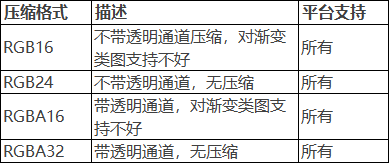 压缩格式 描述 平台支持
RGB16 不带透明通道压缩，对渐变类图支持不好 所有
RGB24 不带透明通道，无压缩 所有
RGBA16 带透明通道，对渐变类图支持不好 所有
RGBA32 带透明通道，无压缩 所有